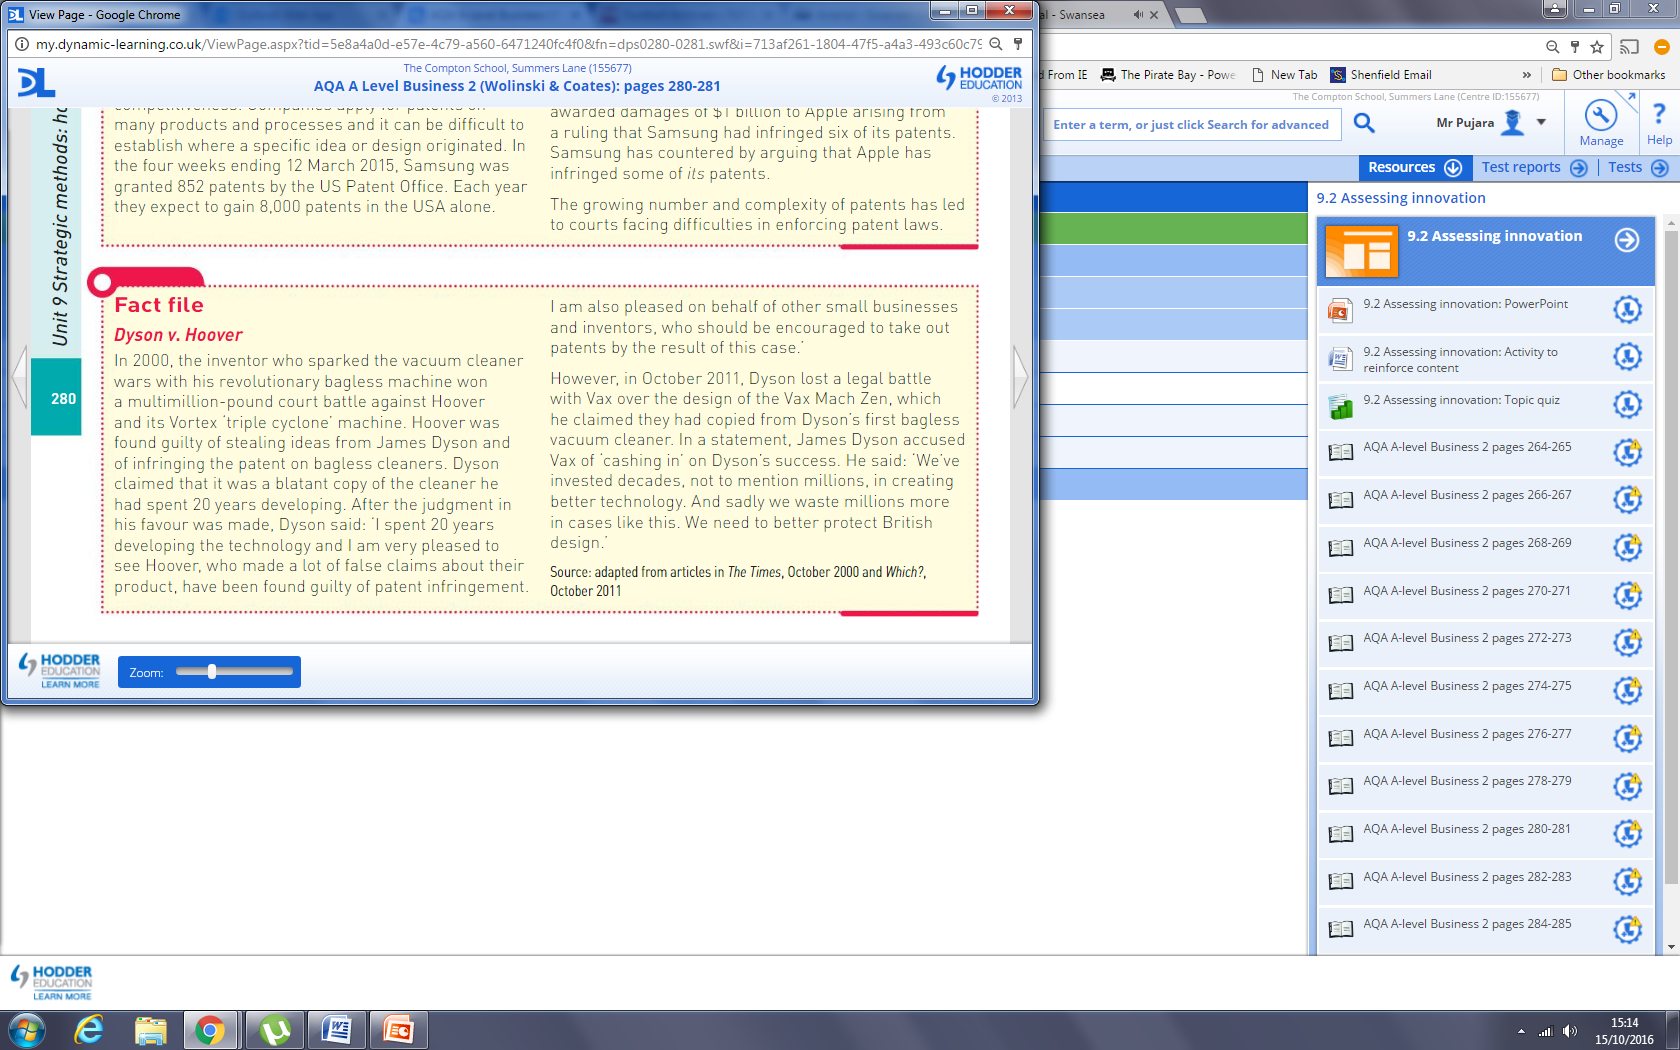 View Page - Google Chrome
al - Swansea
my.dynamic-learning.co.uk/ViewPage.aspx?tid=5e8a4a0d-e57e-4c79-a560-6471240fc4f0&fn=dps0280-0281.swf&i=713af261-1804-47f5-a4a3-493c60c79
d From IE
The Pirate Bay - Powe
New Tab
Shenfield Email
»
Other bookmarks
DL
The Compton School, Summers Lane (155677)
AQA A Level Business 2 (Wolinski & Coates): pages 280-281
HODDER
EDUCATION
© 2013
The Compton School, Summers Lane (Centre ID:155677)
Enter a term, or just click Search for advanced
Mr Pujara
Manage
Help
Resources
Test reports
Tests
Unit 9 Strategic methods: ho
280
competitiveness. Companies apply for patents on
many products and processes and it can be difficult to
establish where a specific idea or design originated. In
the four weeks ending 12 March 2015, Samsung was
granted 852 patents by the US Patent Office. Each year
they expect to gain 8,000 patents in the USA alone.
awarded damages of $1 billion to Apple arising from
a ruling that Samsung had infringed six of its patents.
Samsung has countered by arguing that Apple has
infringed some of its patents.
The growing number and complexity of patents has led
to courts facing difficulties in enforcing patent laws.
Fact file
Dyson v. Hoover
In 2000, the inventor who sparked the vacuum cleaner
wars with his revolutionary bagless machine won
a multimillion-pound court battle against Hoover
and its Vortex 'triple cyclone' machine. Hoover was
found guilty of stealing ideas from James Dyson and
of infringing the patent on bagless cleaners. Dyson
claimed that it was a blatant copy of the cleaner he
had spent 20 years developing. After the judgment in
his favour was made, Dyson said: 'I spent 20 years
developing the technology and I am very pleased to
see Hoover, who made a lot of false claims about their
product, have been found guilty of patent infringement.
I am also pleased on behalf of other small businesses
and inventors, who should be encouraged to take out
patents by the result of this case.'
However, in October 2011, Dyson lost a legal battle
with Vax over the design of the Vax Mach Zen, which
he claimed they had copied from Dyson's first bagless
vacuum cleaner. In a statement, James Dyson accused
Vax of 'cashing in' on Dyson's success. He said: 'We've
invested decades, not to mention millions, in creating
better technology. And sadly we waste millions more
in cases like this. We need to better protect British
design.'
Source: adapted from articles in The Times, October 2000 and Which?,
October 2011
HODDER
EDUCATION
LEARN MORE
Zoom:
9.2 Assessing innovation
9.2 Assessing innovation
9.2 Assessing innovation: PowerPoint
9.2 Assessing innovation: Activity to
reinforce content
9.2 Assessing innovation: Topic quiz
AQA A-level Business 2 pages 264-265
AQA A-level Business 2 pages 266-267
AQA A-level Business 2 pages 268-269
AQA A-level Business 2 pages 270-271
AQA A-level Business 2 pages 272-273
AQA A-level Business 2 pages 274-275
AQA A-level Business 2 pages 276-277
AQA A-level Business 2 pages 278-279
AQA A-level Business 2 pages 280-281
AQA A-level Business 2 pages 282-283
AQA A-level Business 2 pages 284-285
HODDER
EDUCATION
LEARN MORE
15:14
15/10/2016